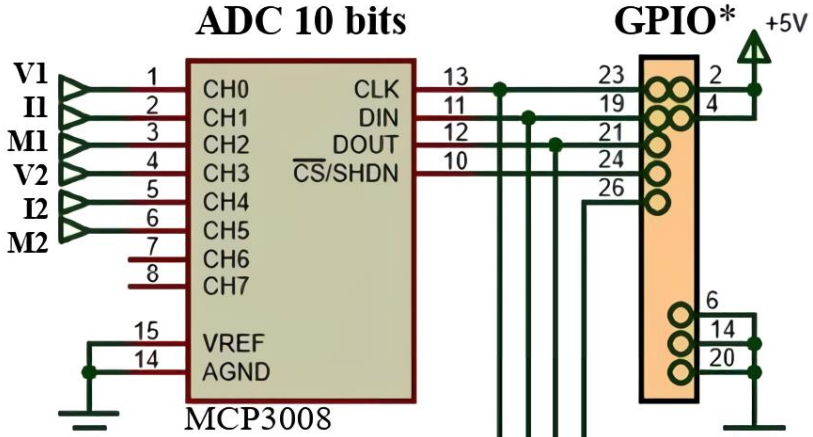 ADC 10 bits
GPIO*
+5V
V1 1 CH0 CLK 13 23 2
I1 2 CH1 DIN 11 19 4
M1 3 CH2 DOUT 12 21
V2 4 CH3 CS/SHDN 10 24
I2 5 CH4 26
M2 6 CH5
7 CH6
8 CH7 6
15 VREF 14
14 AGND 20
MCP3008